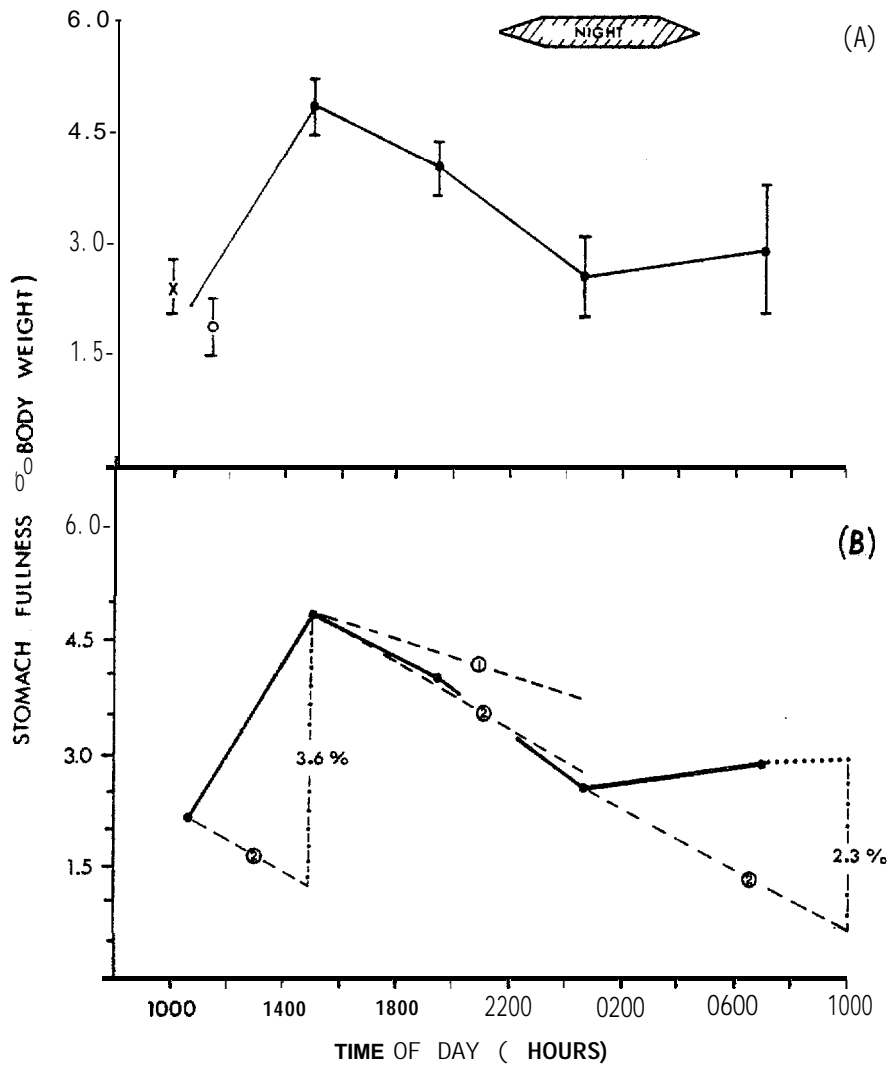 6.0
NIGHT
(A)
4.5-
3.0-
1.5-
STOMACH FULLNESS % BODY WEIGHT)
6.0-
(B)
4.5
3.0
1.5
1
2
3.6 %
2
2
2.3 %
1000 1400 1800 2200 0200 0600 1000
TIME OF DAY ( HOURS)